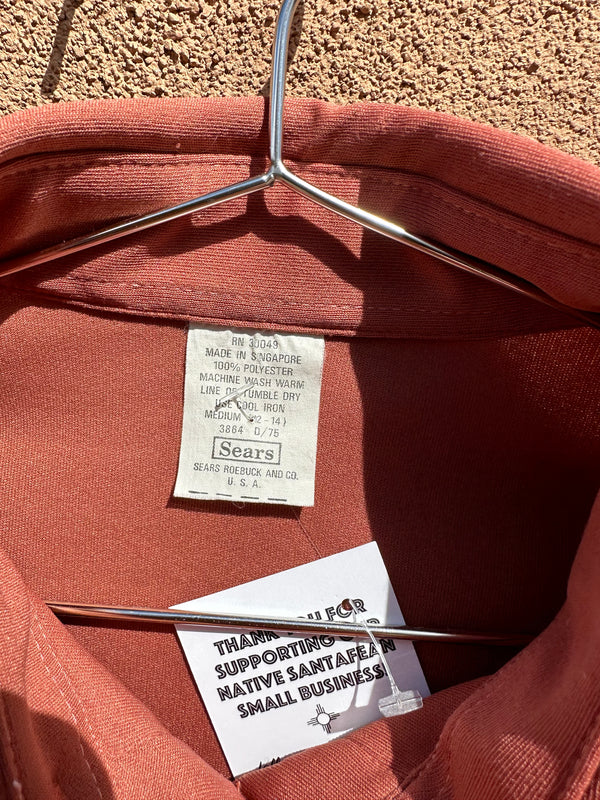 RN 30049
MADE IN SINGAPORE
100% POLYESTER
MACHINE WASH WARM
LINE OR TUMBLE DRY
USE COOL IRON
MEDIUM (12-14)
3864 D/75
Sears
SEARS ROEBUCK AND CO.
U. S. A.
THANK YOU FOR
SUPPORTING OUR
NATIVE SANTAFEAN
SMALL BUSINESS!